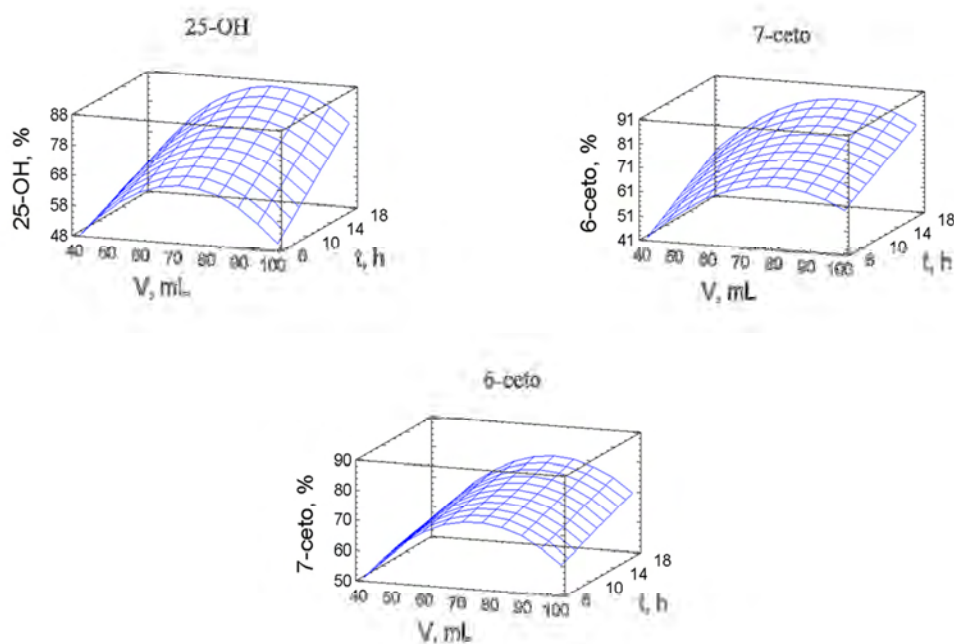 25-OH
25-OH, %
88
78
68
58
48
40 50 60 70 80 90 100
V, mL
6 10 14 18
t, h
7-ceto
6-ceto, %
91
81
71
61
51
41
40 50 60 70 80 90 100
V, mL
6 10 14 18
t, h
6-ceto
7-ceto, %
90
80
70
60
50
40 50 60 70 80 90 100
V, mL
6 10 14 18
t, h